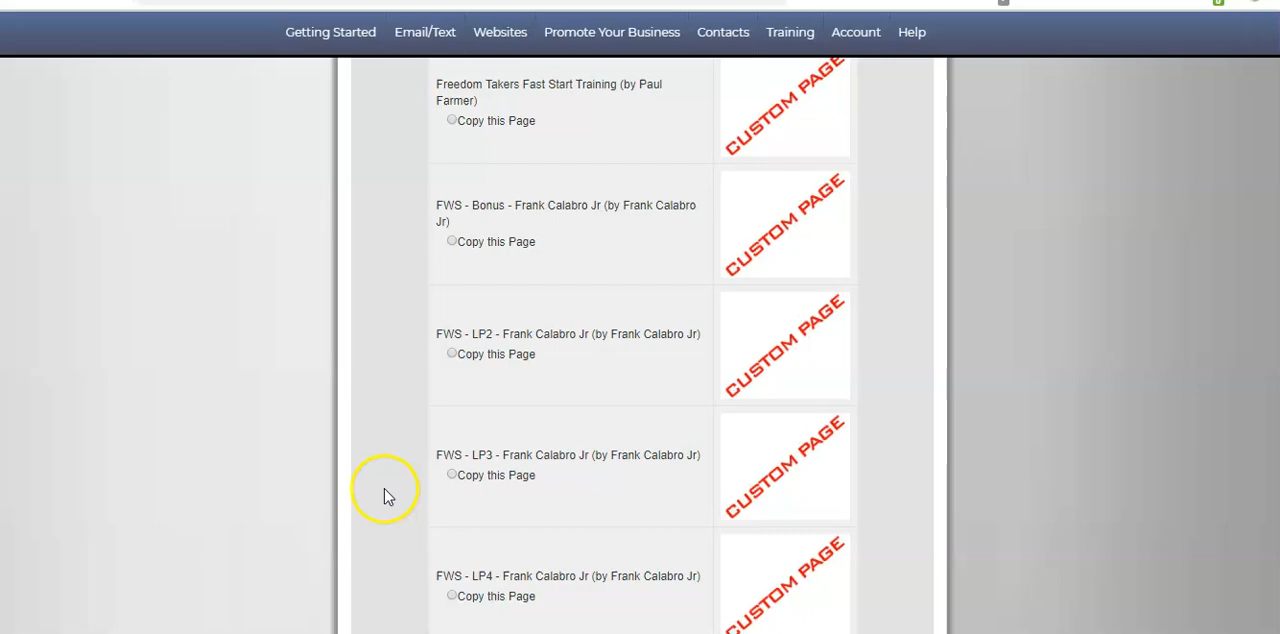 Getting Started Email/Text Websites Promote Your Business Contacts Training Account Help
Freedom Takers Fast Start Training (by Paul
Farmer)
Copy this Page
CUSTOM PAGE
FWS - Bonus - Frank Calabro Jr (by Frank Calabro
Jr)
Copy this Page
CUSTOM PAGE
FWS - LP2 - Frank Calabro Jr (by Frank Calabro Jr)
Copy this Page
CUSTOM PAGE
FWS - LP3 - Frank Calabro Jr (by Frank Calabro Jr)
Copy this Page
CUSTOM PAGE
FWS - LP4 - Frank Calabro Jr (by Frank Calabro Jr)
Copy this Page
CUSTOM PAGE